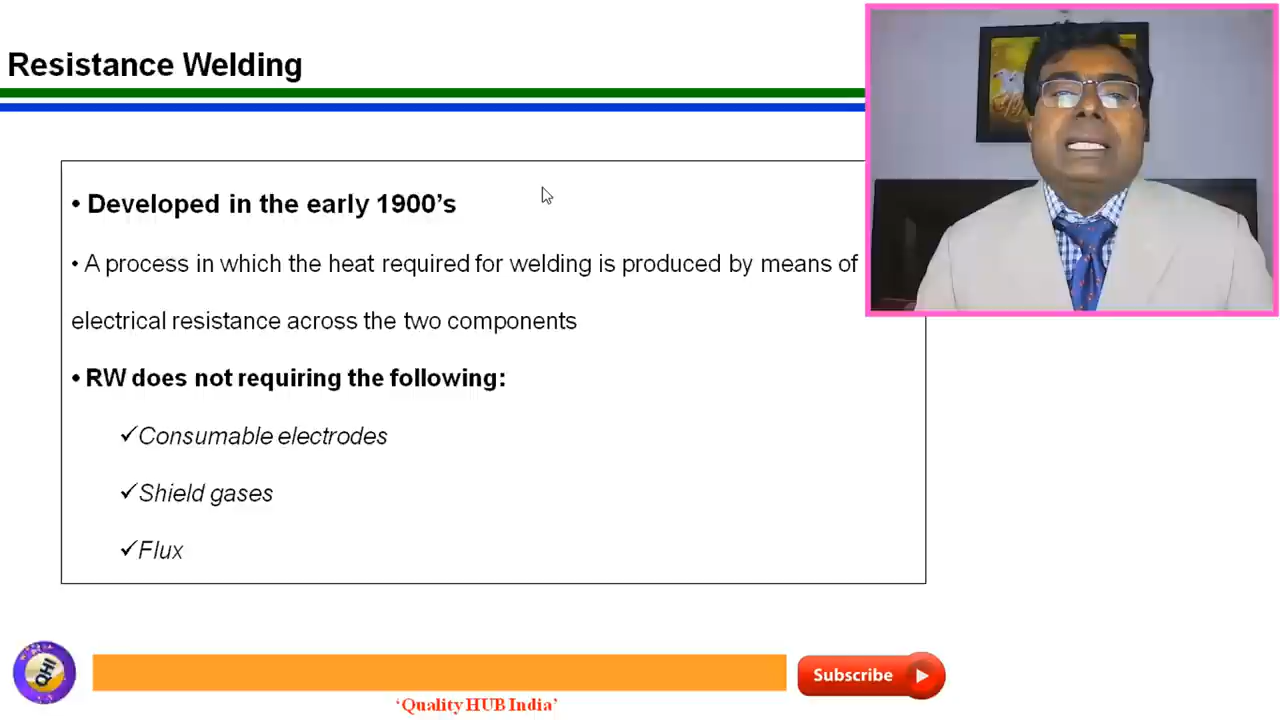 Resistance Welding
• Developed in the early 1900's
• A process in which the heat required for welding is produced by means of
electrical resistance across the two components
• RW does not requiring the following:
✓Consumable electrodes
✓Shield gases
✓Flux
QHI
Subscribe
'Quality HUB India'